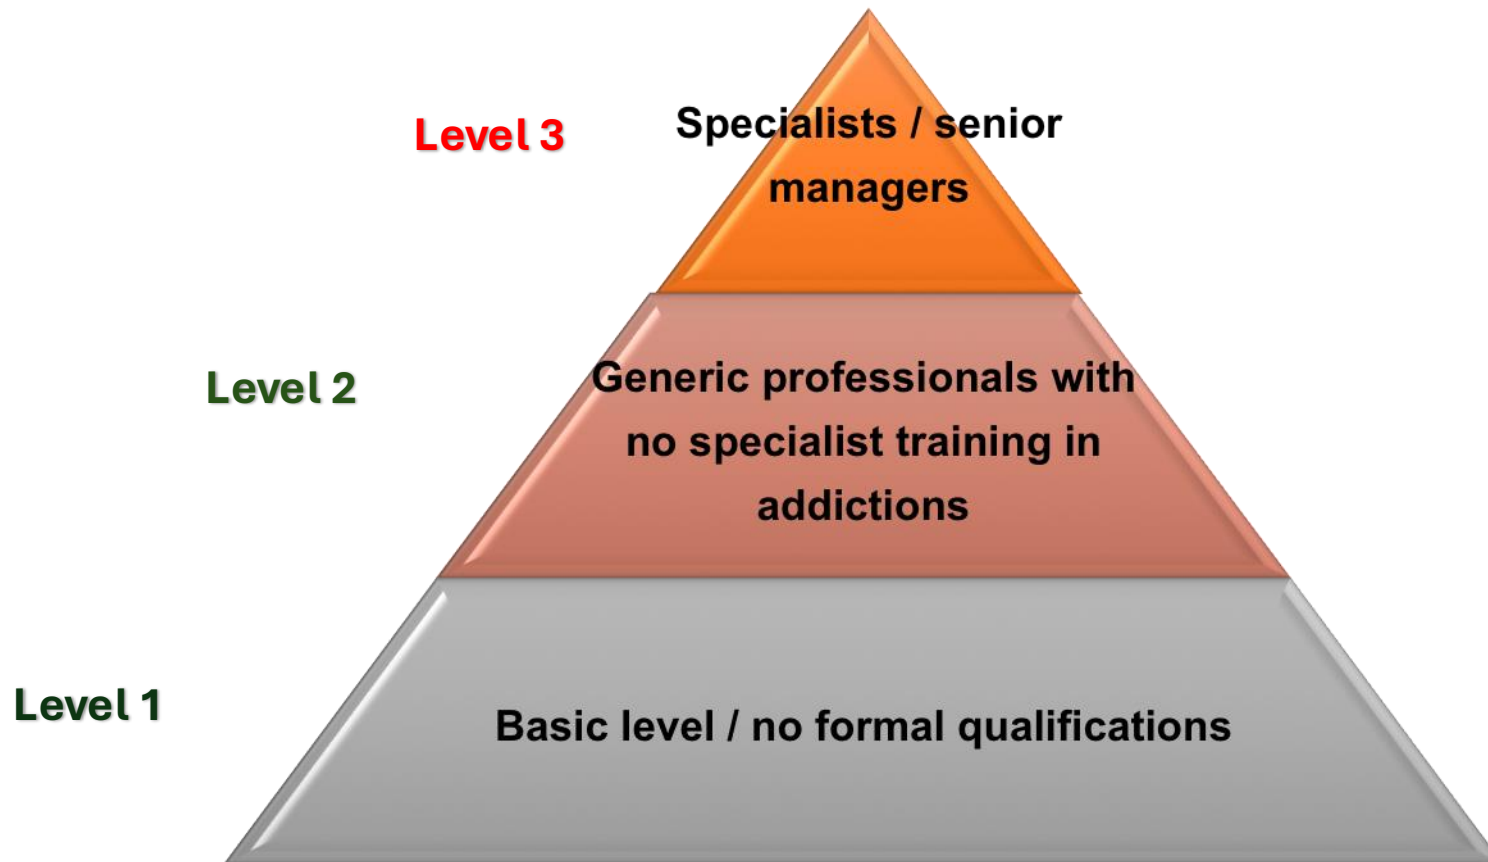 Level 3
Specialists / senior
managers
Level 2
Generic professionals with
no specialist training in
addictions
Level 1
Basic level / no formal qualifications